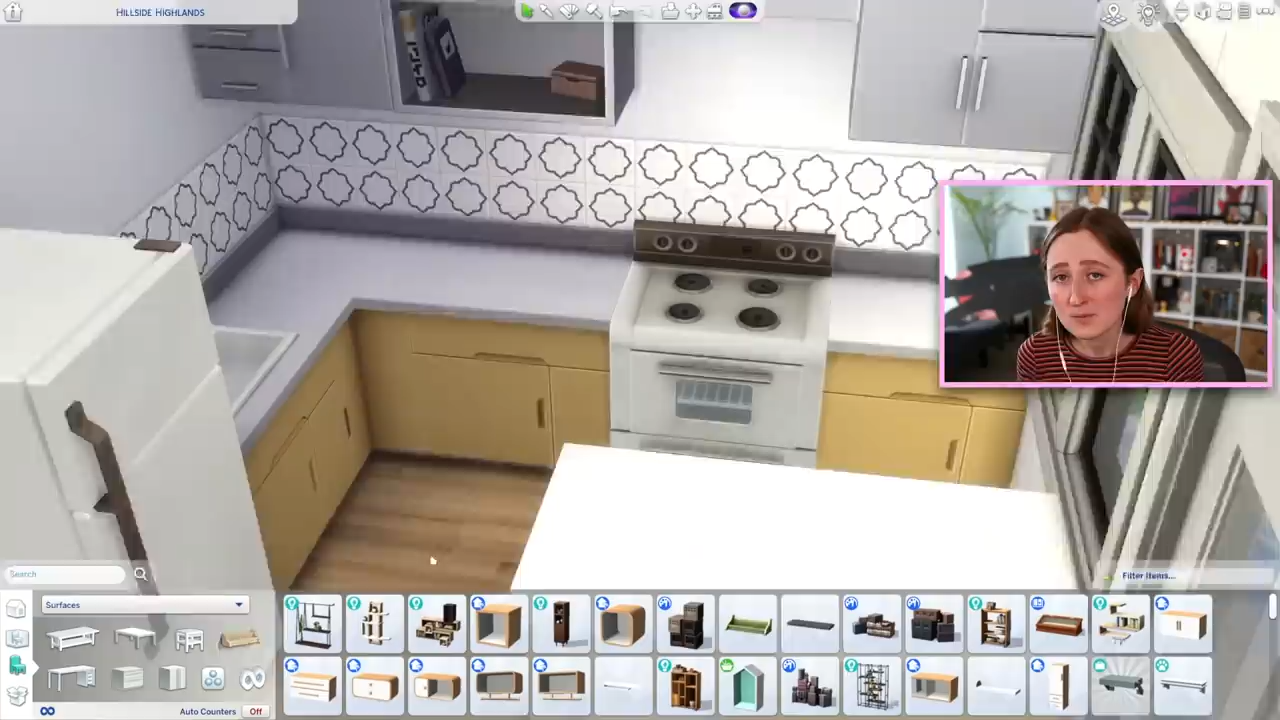 Hillside Highlands
Search
Filter Items...
Surfaces
Auto Counters
Off